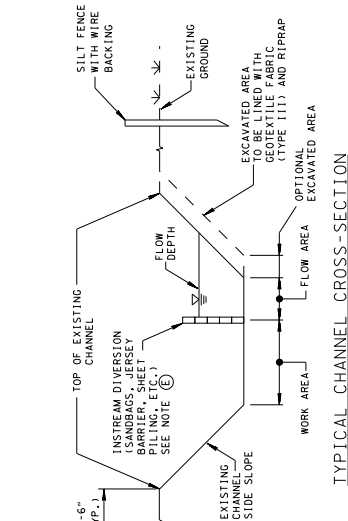 -6"
YP.)
TOP OF EXISTING
CHANNEL
SILT FENCE
WITH WIRE
BACKING
EXISTING
GROUND
INSTREAM DIVERSION
(SANDBAGS, JERSEY
BARRIER, SHEET
PILING, ETC.)
SEE NOTE E
FLOW
DEPTH
EXISTING
CHANNEL
SIDE SLOPE
EXCAVATED AREA
TO BE LINED WITH
GEOTEXTILE FABRIC
(TYPE III) AND RIPRAP
OPTIONAL
EXCAVATED AREA
FLOW AREA
WORK AREA
TYPICAL CHANNEL CROSS-SECTION